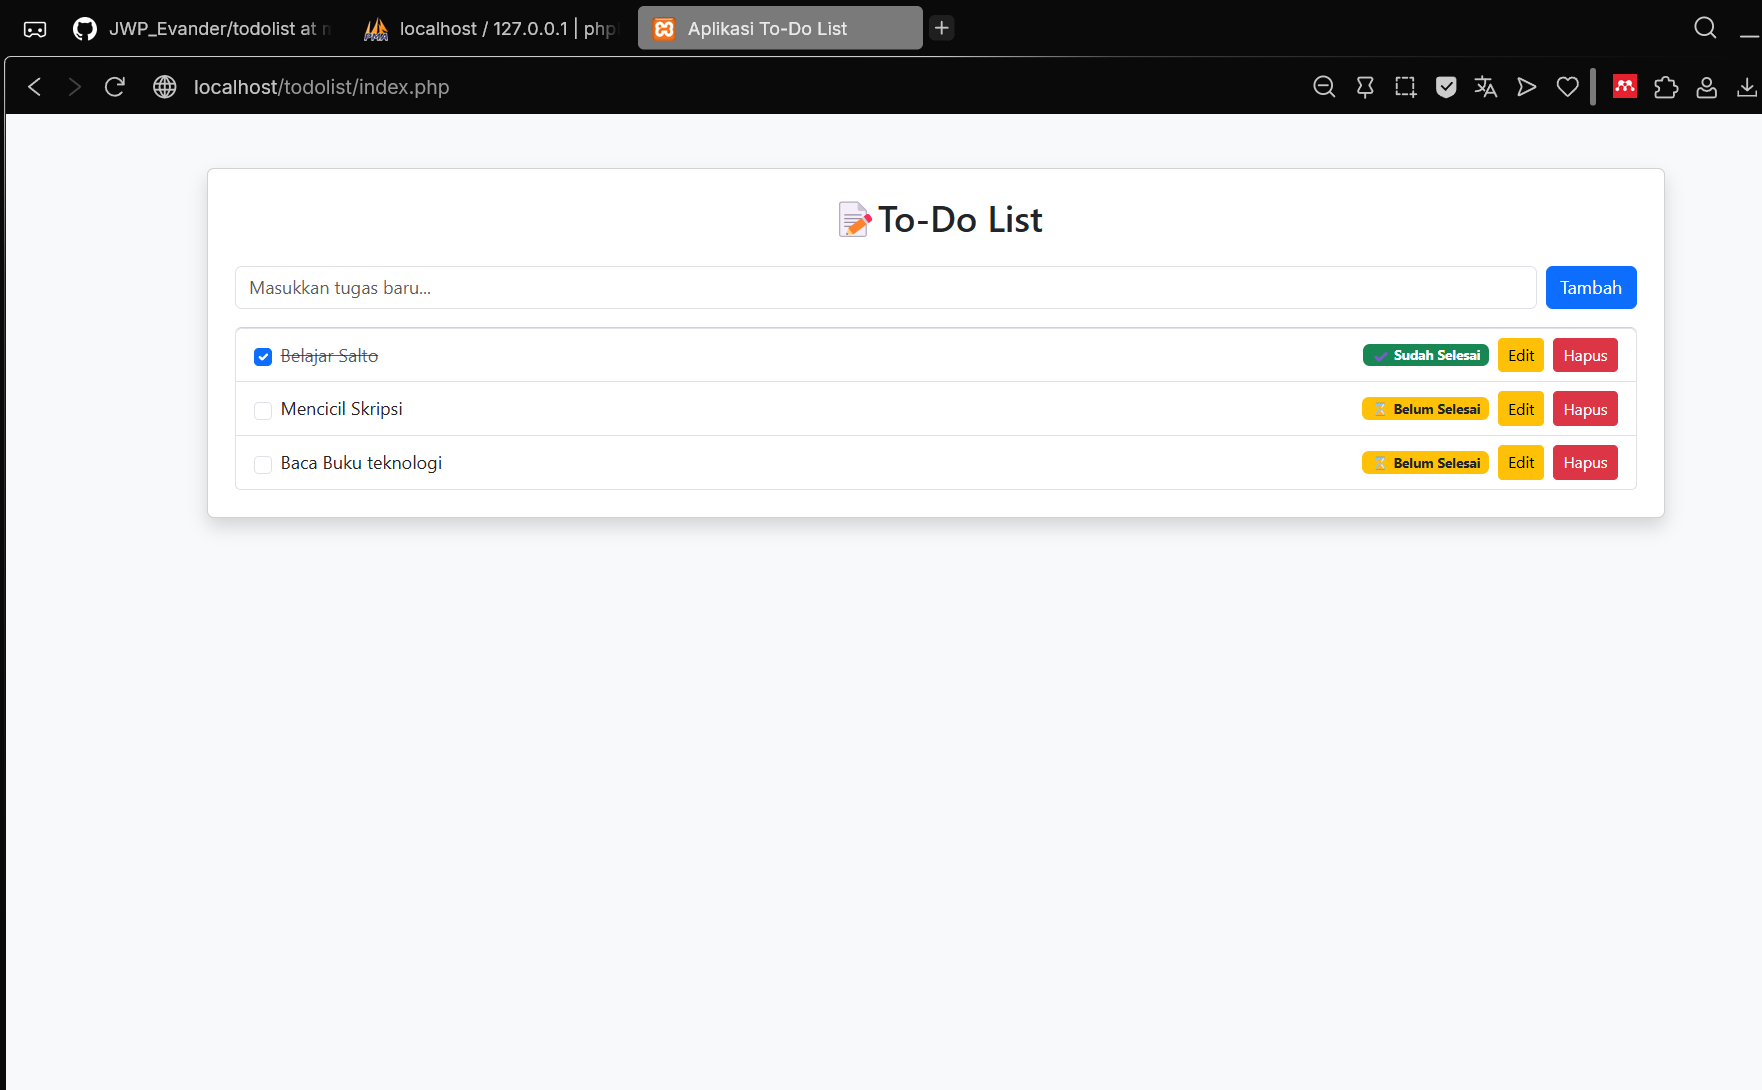 JWP_Evander/todolist at
localhost / 127.0.0.1 | php
Aplikasi To-Do List
localhost/todolist/index.php
To-Do List
Masukkan tugas baru...
Tambah
Belajar Salto
Sudah Selesai
Edit
Hapus
Mencicil Skripsi
Belum Selesai
Edit
Hapus
Baca Buku teknologi
Belum Selesai
Edit
Hapus